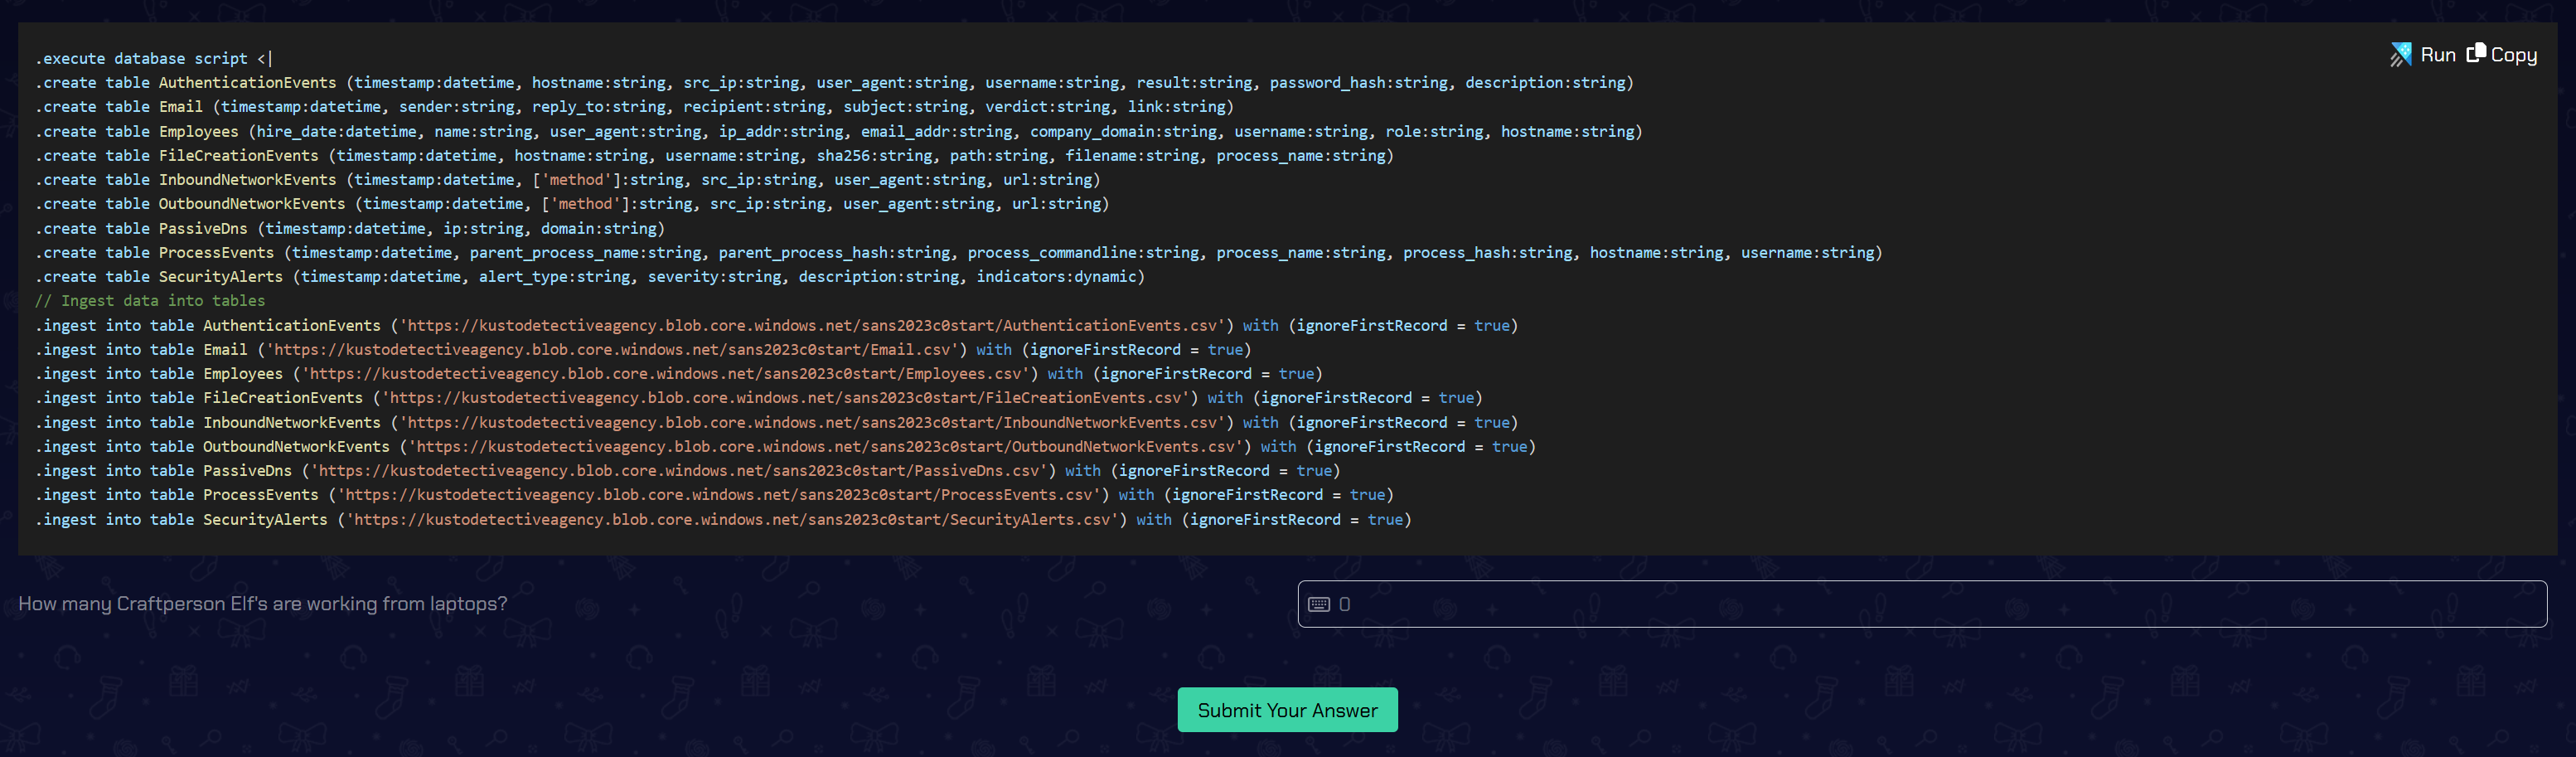 .execute database script <|
Run Copy
.create table AuthenticationEvents (timestamp:datetime, hostname:string, src_ip:string, user_agent:string, username:string, result:string, password_hash:string, description:string)
.create table Email (timestamp:datetime, sender:string, reply_to:string, recipient:string, subject:string, verdict:string, link:string)
.create table Employees (hire_date:datetime, name:string, user_agent:string, ip_addr:string, email_addr:string, company_domain:string, username:string, role:string, hostname:string)
.create table FileCreationEvents (timestamp:datetime, hostname:string, username:string, sha256:string, path:string, filename:string, process_name:string)
.create table InboundNetworkEvents (timestamp:datetime, ['method']:string, src_ip:string, user_agent:string, url:string)
.create table OutboundNetworkEvents (timestamp:datetime, ['method']:string, src_ip:string, user_agent:string, url:string)
.create table PassiveDns (timestamp:datetime, ip:string, domain:string)
.create table ProcessEvents (timestamp:datetime, parent_process_name:string, parent_process_hash:string, process_commandline:string, process_name:string, process_hash:string, hostname:string, username:string)
.create table SecurityAlerts (timestamp:datetime, alert_type:string, severity:string, description:string, indicators:dynamic)
// Ingest data into tables
.ingest into table AuthenticationEvents ('https://kustodetectiveagency.blob.core.windows.net/sans2023c0start/AuthenticationEvents.csv') with (ignoreFirstRecord = true)
.ingest into table Email ('https://kustodetectiveagency.blob.core.windows.net/sans2023c0start/Email.csv') with (ignoreFirstRecord = true)
.ingest into table Employees ('https://kustodetectiveagency.blob.core.windows.net/sans2023c0start/Employees.csv') with (ignoreFirstRecord = true)
.ingest into table FileCreationEvents ('https://kustodetectiveagency.blob.core.windows.net/sans2023c0start/FileCreationEvents.csv') with (ignoreFirstRecord = true)
.ingest into table InboundNetworkEvents ('https://kustodetectiveagency.blob.core.windows.net/sans2023c0start/InboundNetworkEvents.csv') with (ignoreFirstRecord = true)
.ingest into table OutboundNetworkEvents ('https://kustodetectiveagency.blob.core.windows.net/sans2023c0start/OutboundNetworkEvents.csv') with (ignoreFirstRecord = true)
.ingest into table PassiveDns ('https://kustodetectiveagency.blob.core.windows.net/sans2023c0start/PassiveDns.csv') with (ignoreFirstRecord = true)
.ingest into table ProcessEvents ('https://kustodetectiveagency.blob.core.windows.net/sans2023c0start/ProcessEvents.csv') with (ignoreFirstRecord = true)
.ingest into table SecurityAlerts ('https://kustodetectiveagency.blob.core.windows.net/sans2023c0start/SecurityAlerts.csv') with (ignoreFirstRecord = true)
How many Craftperson Elf's are working from laptops?
0
Submit Your Answer